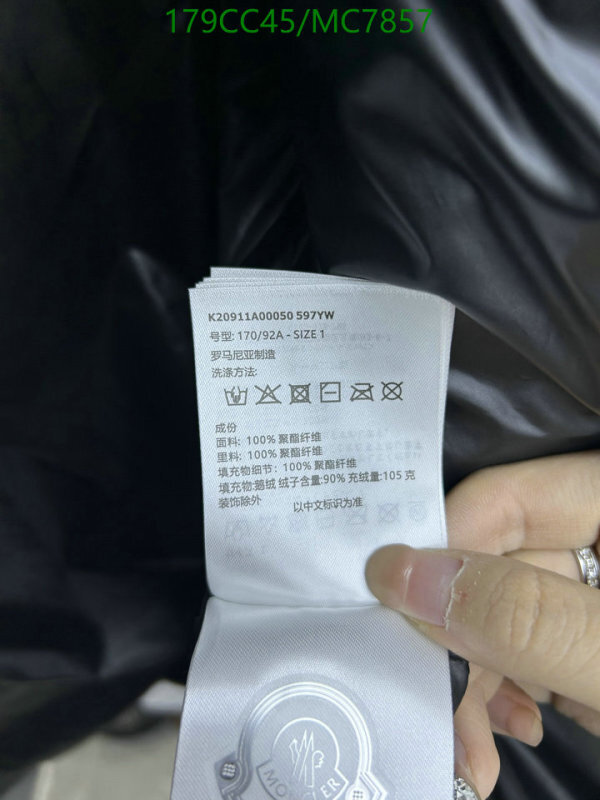 179CC45/MC7857
K20911A00050 597YW
号型: 170/92A - SIZE 1
罗马尼亚制造
洗涤方法:
成份
面料: 100% 聚酯纤维
里料: 100% 聚酯纤维
填充物细节: 100% 聚酯纤维
填充物: 鹅绒 绒子含量:90% 充绒量:105 克
装饰除外
以中文标识为准
MONCLER